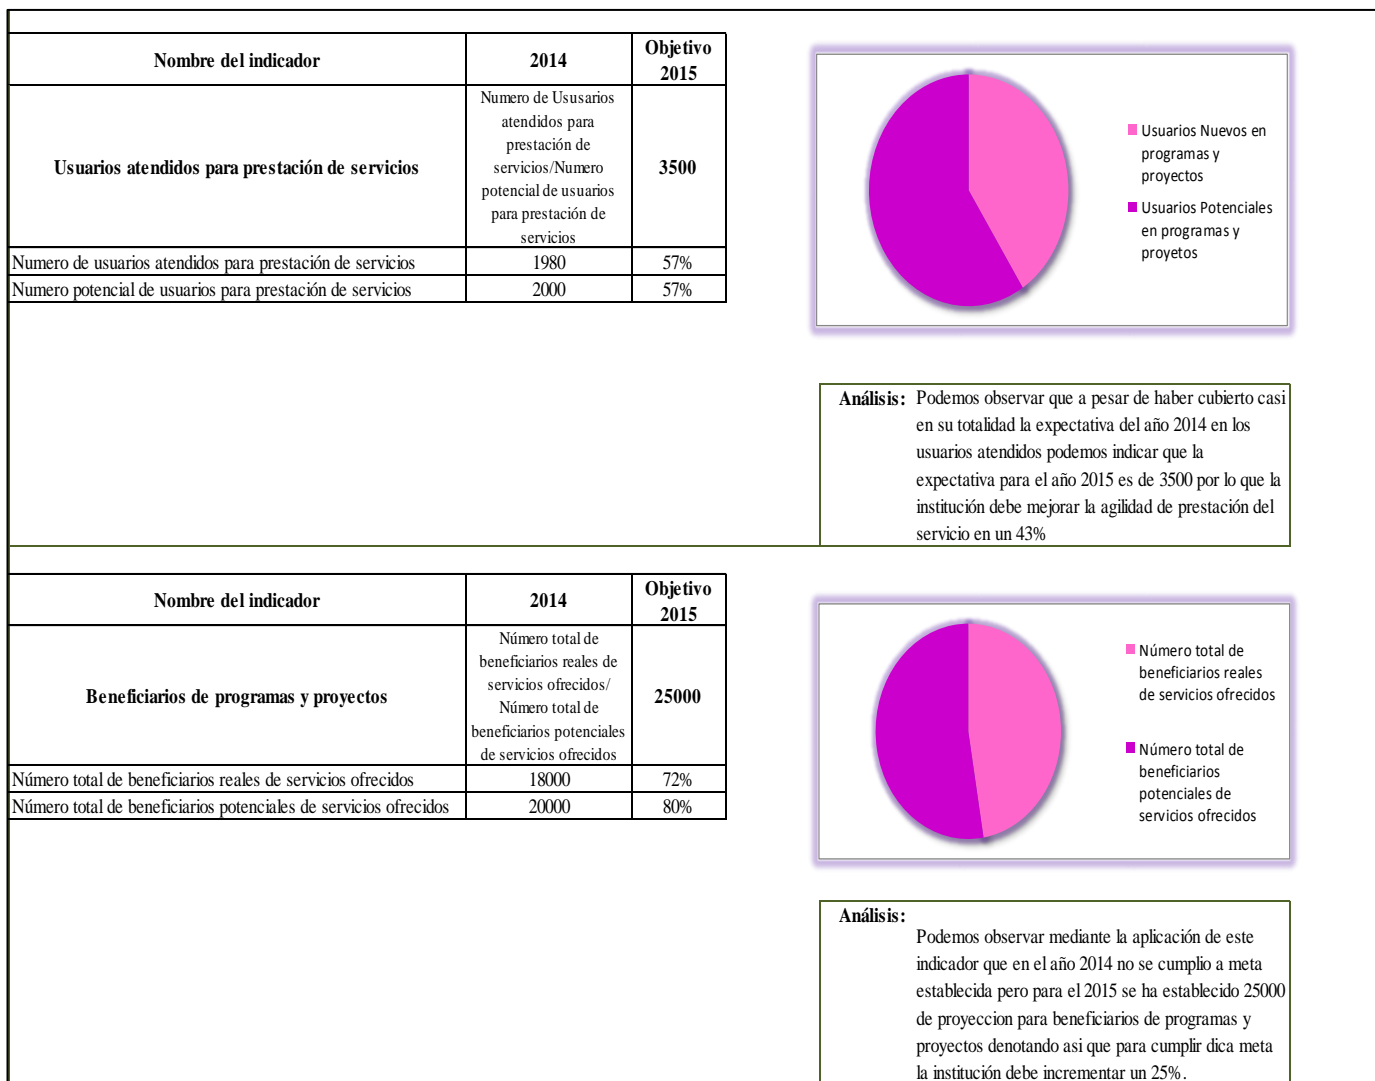 Nombre del indicador
2014
Objetivo
2015
Usuarios atendidos para prestación de servicios
Numero de Ususarios
atendidos para
prestación de
servicios/Numero
potencial de usuarios
para prestación de
servicios
3500
Numero de usuarios atendidos para prestación de servicios
1980
57%
Numero potencial de usuarios para prestación de servicios
2000
57%
Usuarios Nuevos en
programas y
proyectos
Usuarios Potenciales
en programas y
proyetos
Análisis: Podemos observar que a pesar de haber cubierto casi
en su totalidad la expectativa del año 2014 en los
usuarios atendidos podemos indicar que la
expectativa para el año 2015 es de 3500 por lo que la
institución debe mejorar la agilidad de prestación del
servicio en un 43%
Nombre del indicador
2014
Objetivo
2015
Beneficiarios de programas y proyectos
Número total de
beneficiarios reales de
servicios ofrecidos/
Número total de
beneficiarios potenciales
de servicios ofrecidos
25000
Número total de beneficiarios reales de servicios ofrecidos
18000
72%
Número total de beneficiarios potenciales de servicios ofrecidos
20000
80%
Número total de
beneficiarios reales
de servicios ofrecidos
Número total de
beneficiarios
potenciales de
servicios ofrecidos
Análisis:
Podemos observar mediante la aplicación de este
indicador que en el año 2014 no se cumplio a meta
establecida pero para el 2015 se ha establecido 25000
de proyeccion para beneficiarios de programas y
proyectos denotando asi que para cumplir dica meta
la institución debe incrementar un 25%.